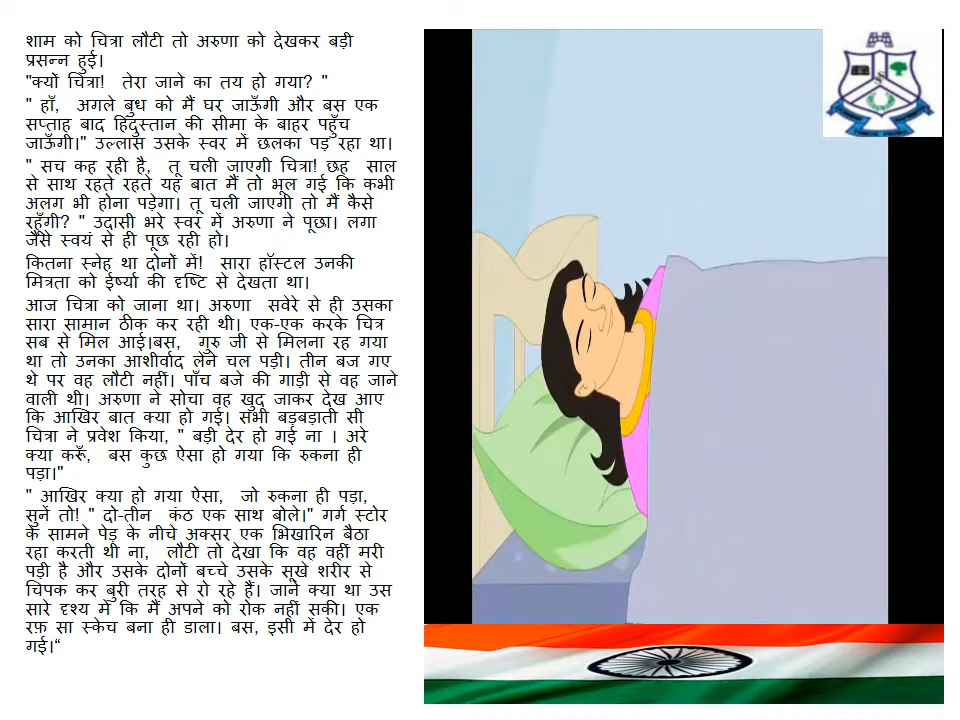 शाम को चित्रा लौटी तो अरुणा को देखकर बड़ी
प्रसन्न हुई।
"क्यों चित्रा! तेरा जाने का तय हो गया? "
" हाँ, अगले बुध को मैं घर जाऊँगी और बस एक
सप्ताह बाद हिंदुस्तान की सीमा के बाहर पहुँच
जाऊँगी।" उल्लास उसके स्वर में छलका पड़ रहा था।
" सच कह रही है, तू चली जाएगी चित्रा! छह साल
से साथ रहते रहते यह बात मैं तो भूल गई कि कभी
अलग भी होना पड़ेगा। तू चली जाएगी तो मैं कैसे
रहूँगी? " उदासी भरे स्वर में अरुणा ने पूछा। लगा
जैसे स्वयं से ही पूछ रही हो।
कितना स्नेह था दोनों में! सारा हॉस्टल उनकी
मित्रता को ईर्ष्या की दृष्टि से देखता था।
आज चित्रा को जाना था। अरुणा सवेरे से ही उसका
सारा सामान ठीक कर रही थी। एक-एक करके चित्र
सब से मिल आई।बस, गुरु जी से मिलना रह गया
था तो उनका आशीर्वाद लेने चल पड़ी। तीन बज गए
थे पर वह लौटी नहीं। पाँच बजे की गाड़ी से वह जाने
वाली थी। अरुणा ने सोचा वह खुद जाकर देख आए
कि आखिर बात क्या हो गई। सभी बड़बड़ाती सी
चित्रा ने प्रवेश किया, " बड़ी देर हो गई ना । अरे
क्या करूँ, बस कुछ ऐसा हो गया कि रुकना ही
पड़ा।"
" आखिर क्या हो गया ऐसा, जो रुकना ही पड़ा,
सुनें तो! " दो-तीन कंठ एक साथ बोले।" गर्ग स्टोर
के सामने पेड़ के नीचे अक्सर एक भिखारिन बैठा
रहा करती थी ना, लौटी तो देखा कि वह वहीं मरी
पड़ी है और उसके दोनों बच्चे उसके सूखे शरीर से
चिपक कर बुरी तरह से रो रहे हैं। जाने क्या था उस
सारे दृश्य में कि मैं अपने को रोक नहीं सकी। एक
रफ़ सा स्केच बना ही डाला। बस, इसी में देर हो
गई।“